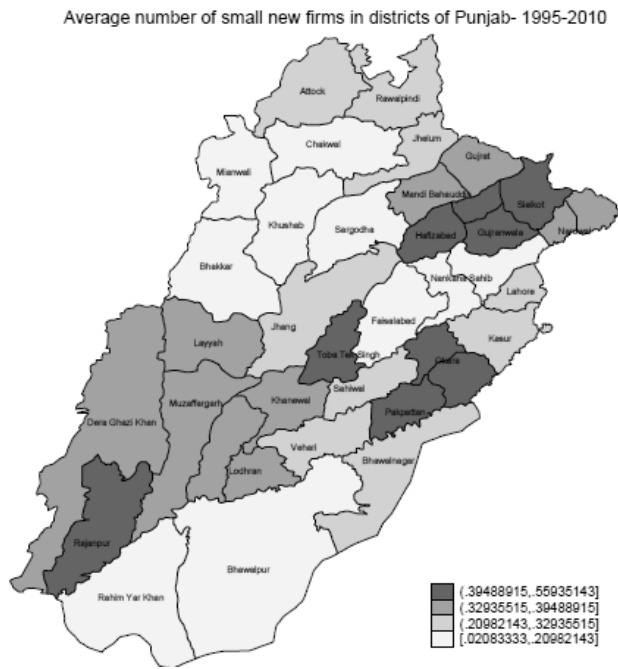 Average number of small new firms in districts of Punjab- 1995-2010
Attock
Rawalpindi
Chakwal
Jhelum
Gujrat
Mianwali
Mandi Bahauddin
Sialkot
Khushab
Sargodha
Hafizabad
Gujranwala
Narowal
Bhakkar
Nankana Sahib
Lahore
Jhang
Faisalabad
Layyah
Toba Tek Singh
Okara
Kasur
Sahiwal
Muzaffargarh
Khanewal
Dera Ghazi Khan
Pakpattan
Vehari
Lodhran
Bhawalnagar
Rajanpur
Bhawalpur
Rahim Yar Khan
(.39488915,.55935143]
(.32935515,.39488915]
(.20982143,.32935515]
[.02083333,.20982143]